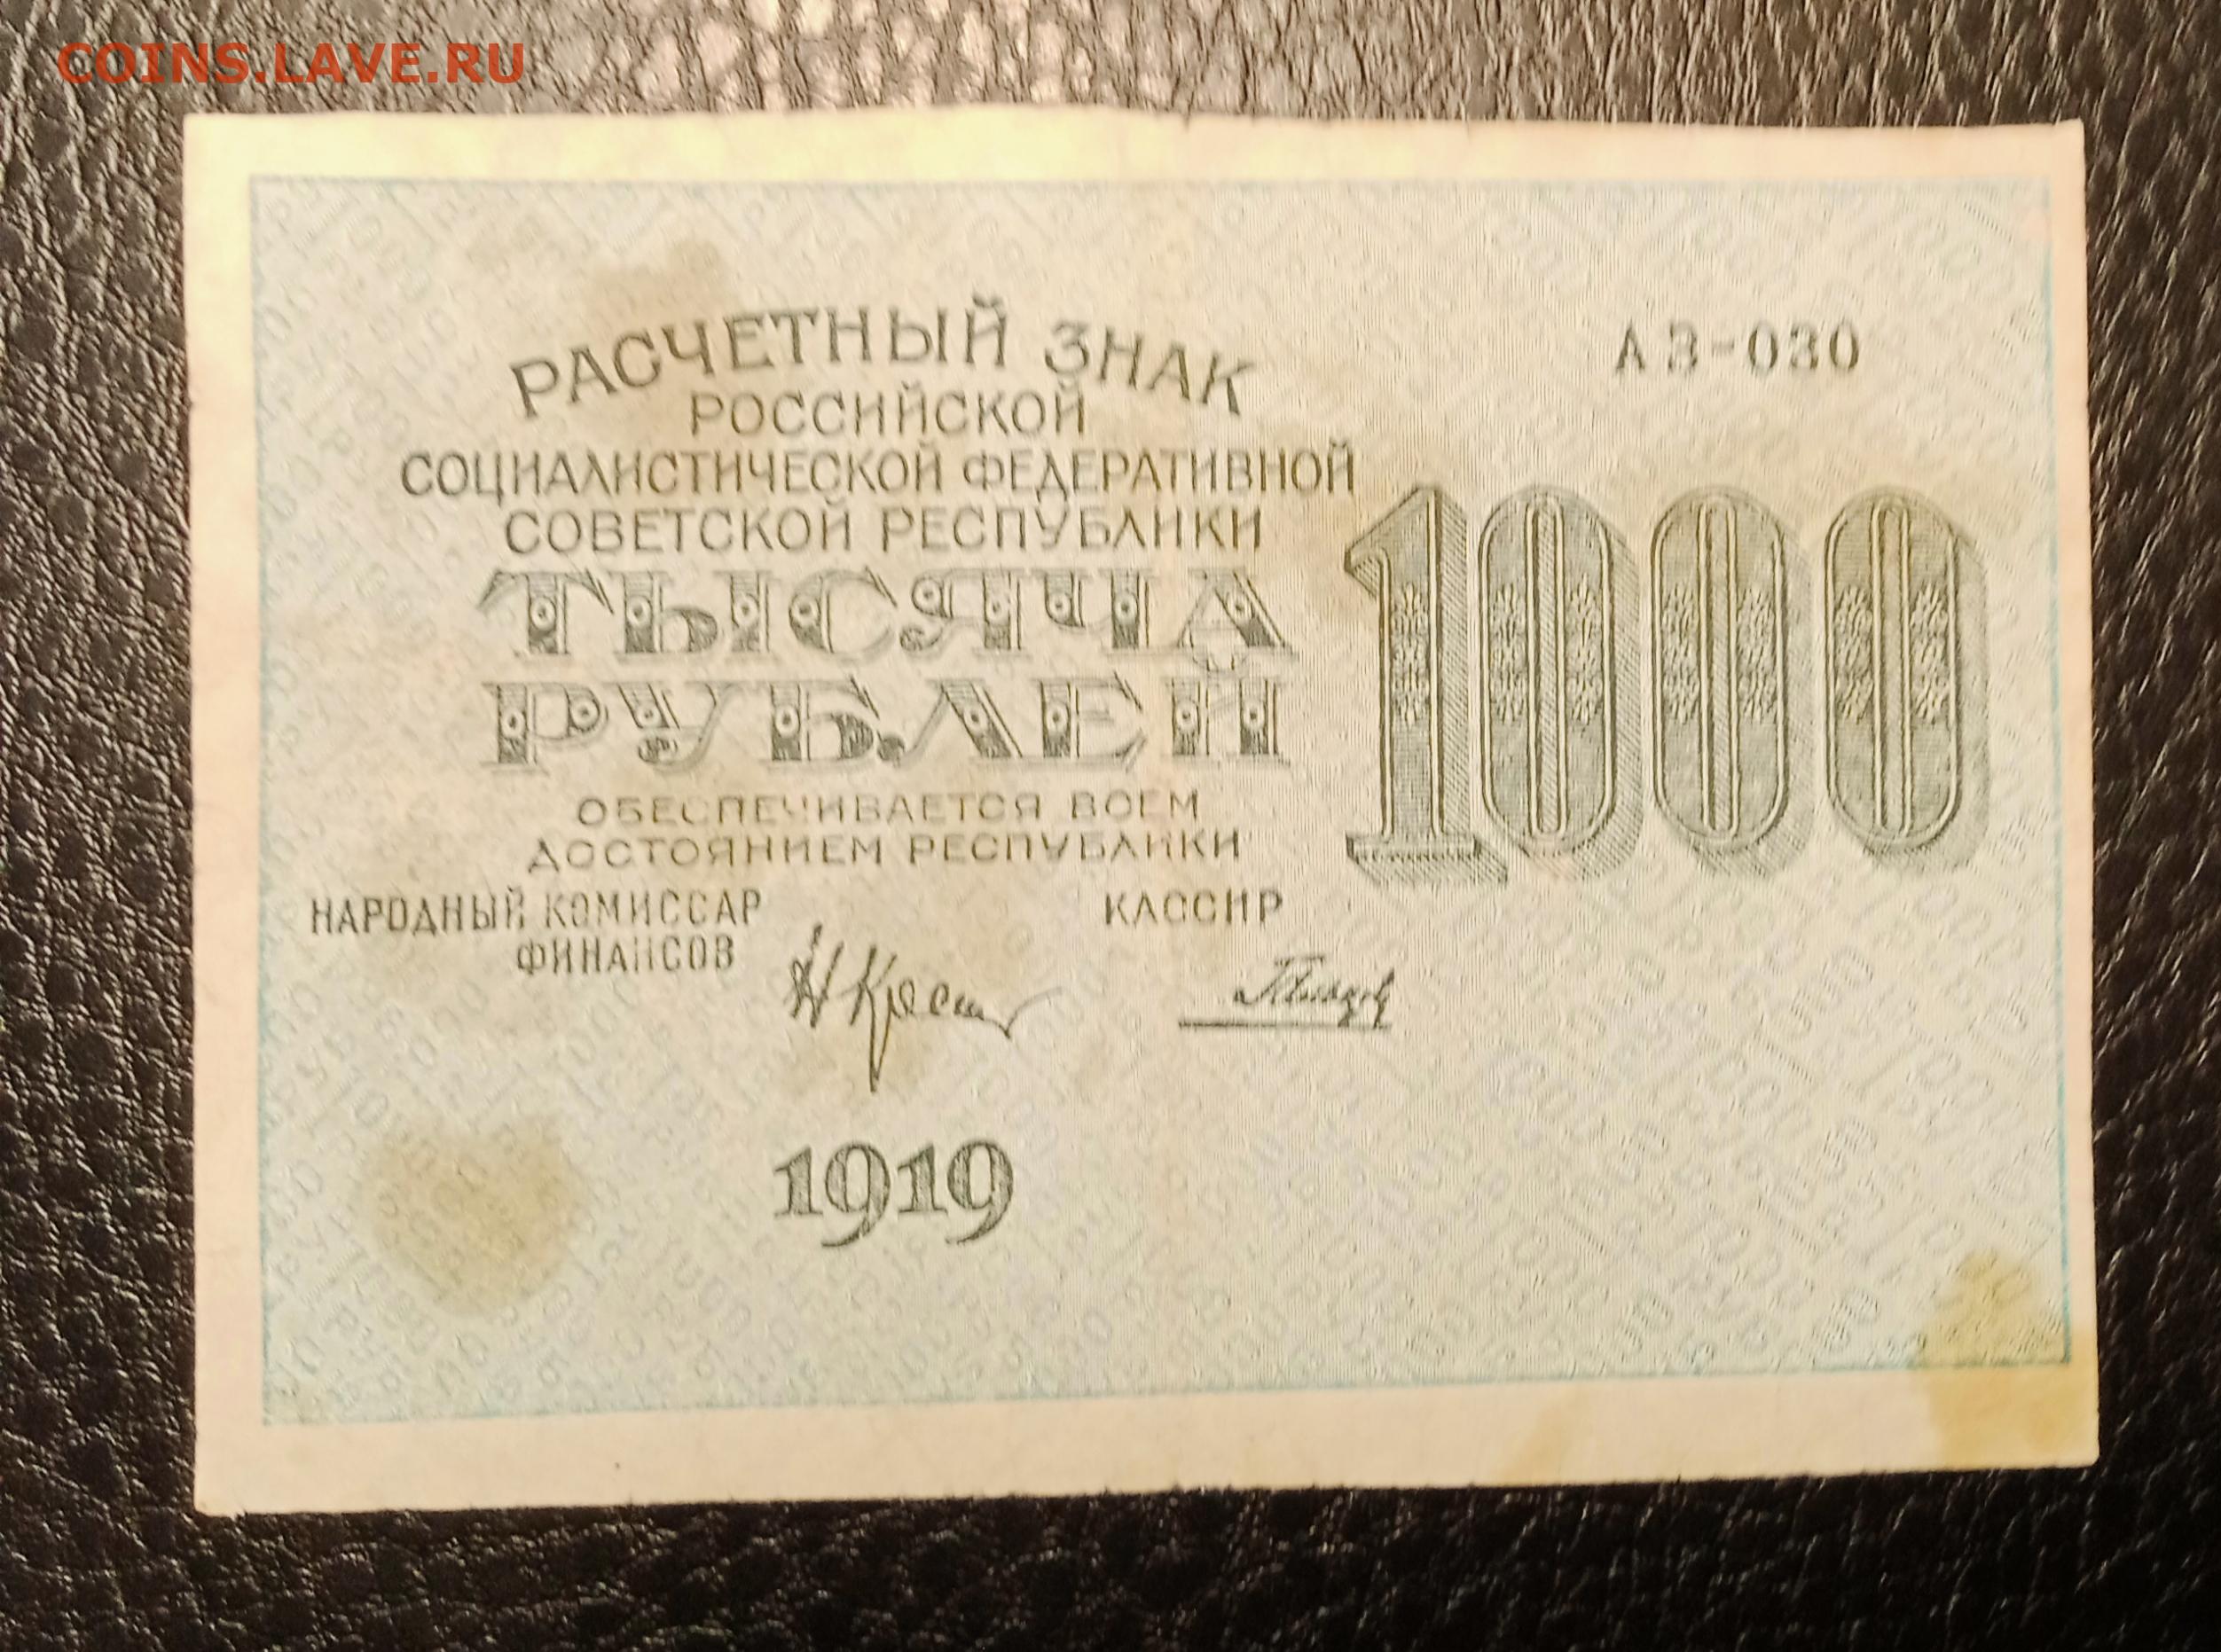 COINS.LAVE.RU
РАСЧЕТНЫЙ ЗНАК
АЗ-030
РОССИЙСКОЙ
СОЦИАЛИСТИЧЕСКОЙ ФЕДЕРАТИВНОЙ
СОВЕТСКОЙ РЕСПУБЛИКИ
ТЫСЯЧА
РУБЛЕЙ
1000
ОБЕСПЕЧИВАЕТСЯ ВСЕМ
ДОСТОЯНИЕМ РЕСПУБЛИКИ
НАРОДНЫЙ КОМИССАР
ФИНАНСОВ
КАССИР
1919